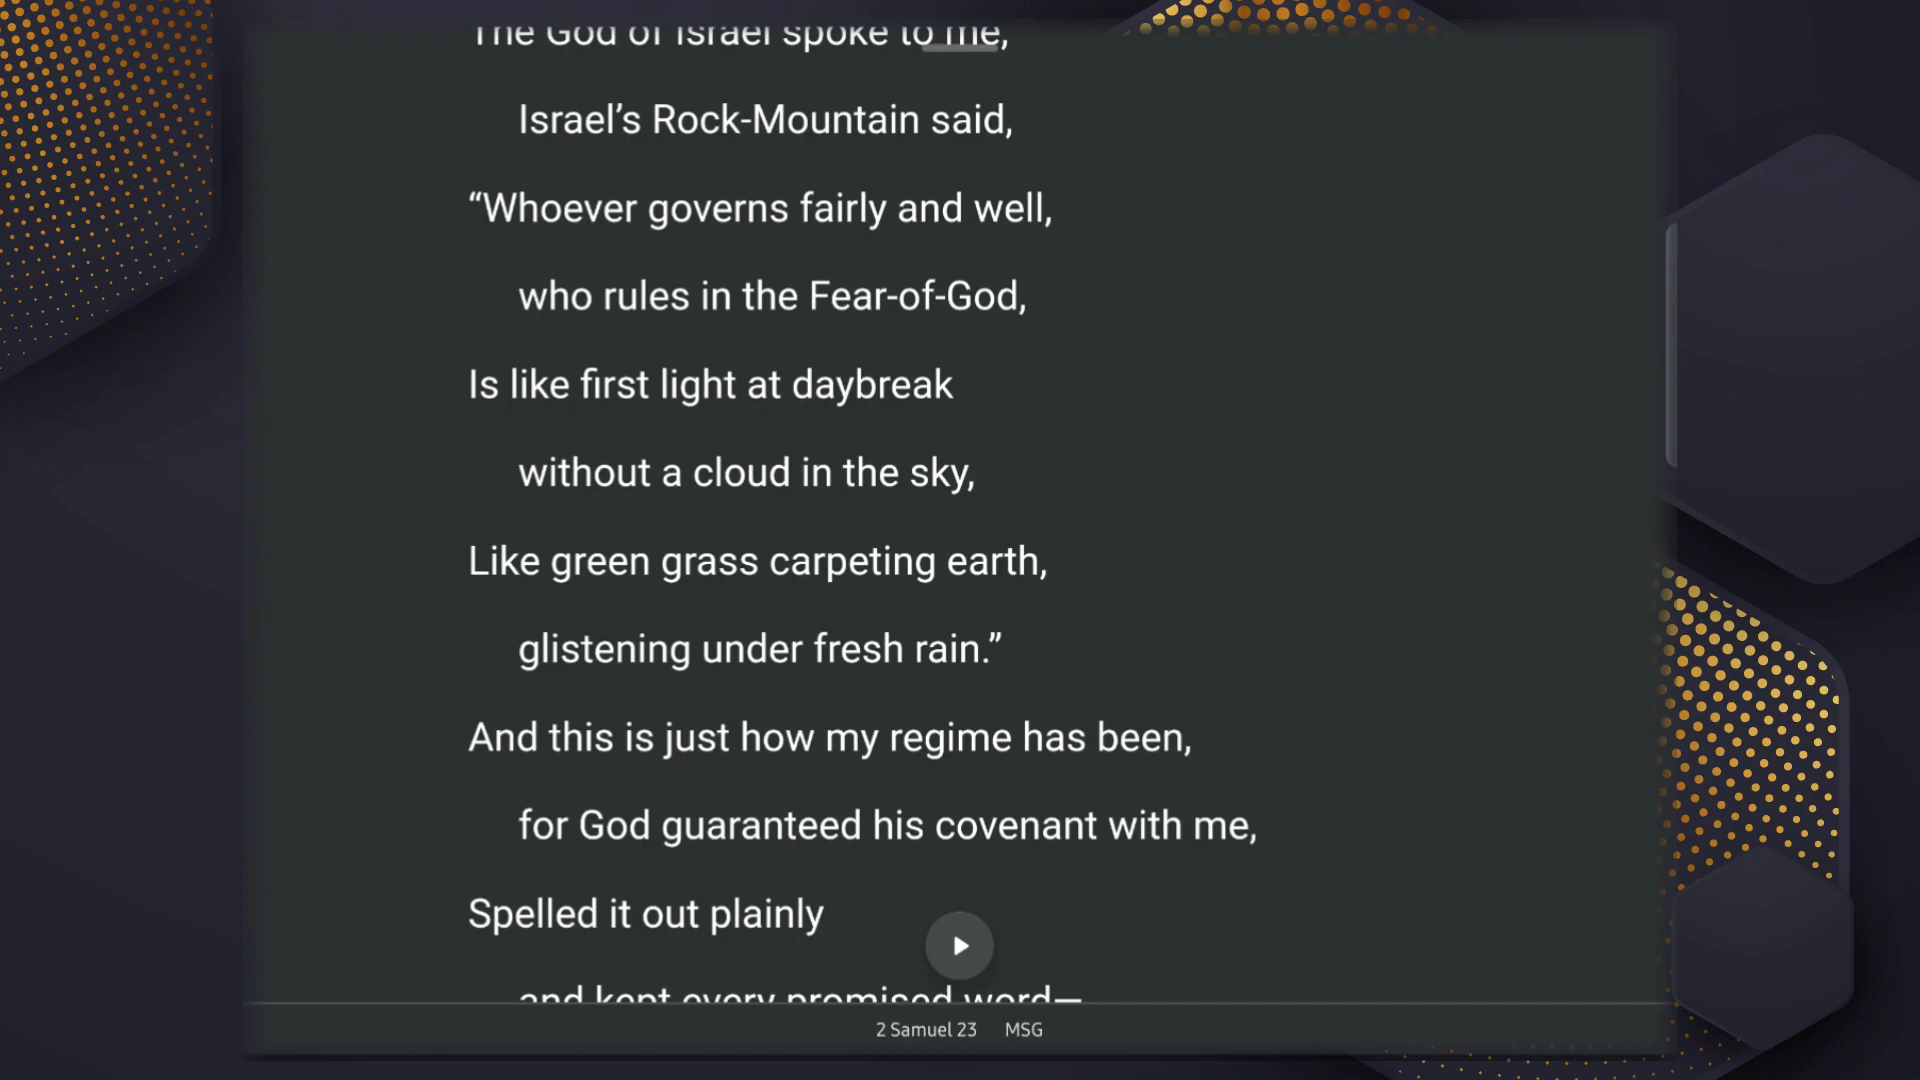 The God of Israel spoke to me,
Israel’s Rock-Mountain said,
“Whoever governs fairly and well,
who rules in the Fear-of-God,
Is like first light at daybreak
without a cloud in the sky,
Like green grass carpeting earth,
glistening under fresh rain.”
And this is just how my regime has been,
for God guaranteed his covenant with me,
Spelled it out plainly
and kept every promised word—
2 Samuel 23 MSG